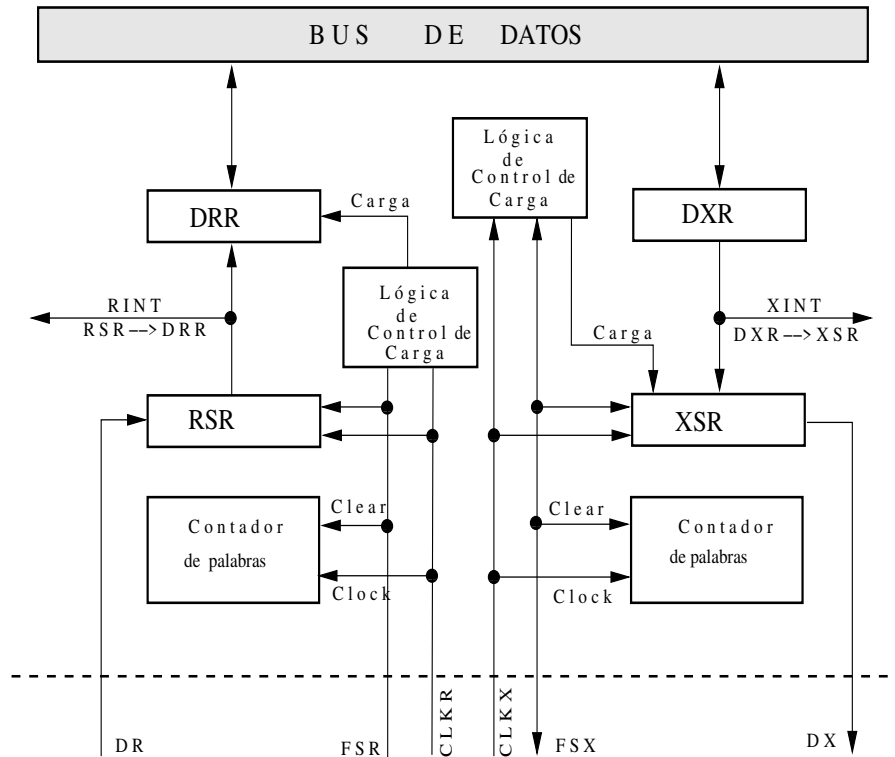 BUS DE DATOS
Lógica
de
Control de
Carga
DRR
Carga
DXR
Lógica
de
Control de
Carga
RINT
RSR-->DRR
Carga
XINT
DXR-->XSR
RSR
XSR
Contador
de palabras
Clear
Clock
Clear
Clock
Contador
de palabras
DR
FSR
CLKR
CLKX
FSX
DX